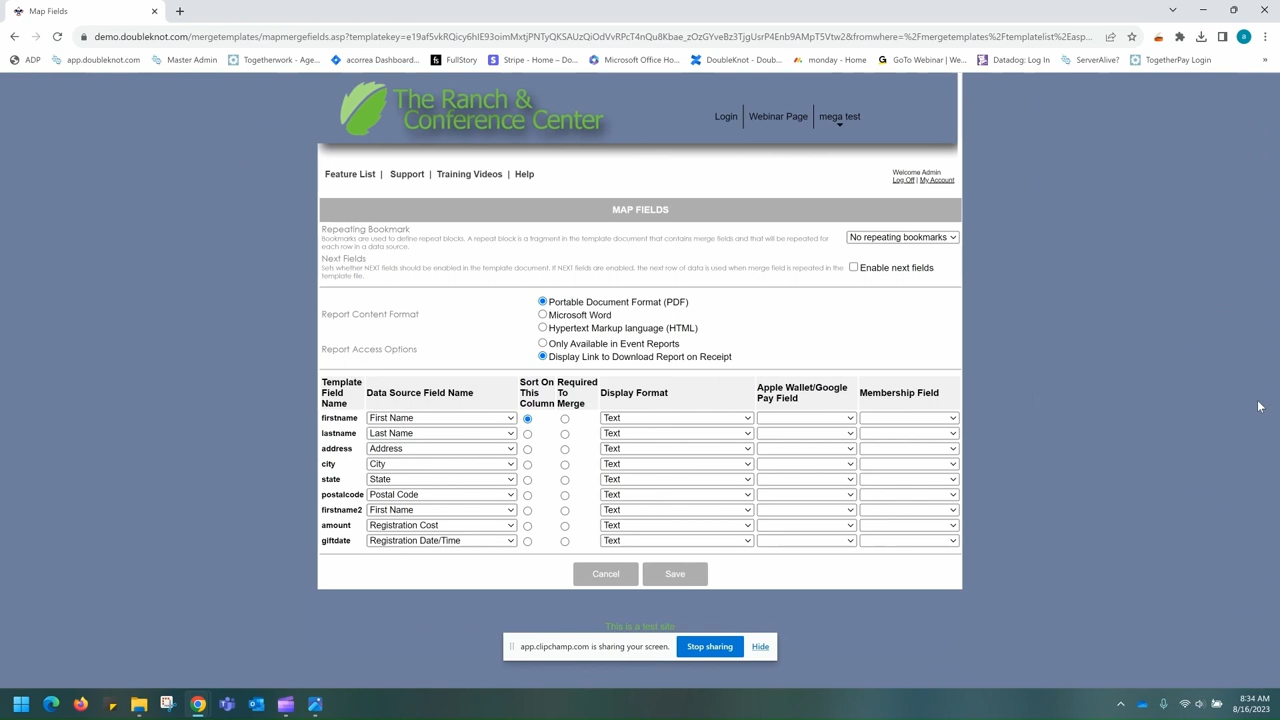 Map Fields
demo.doubleknot.com/mergetemplates/mapmergefields.asp?templatekey=e19af5vkRQicy6hIE93oimMxtjPNTyQKSAUzQiOdVvRPcT4nQu8Kbae_zOzGYveBz3TjgUsrP4Enb9AMpT5Vtw2&fromwhere=%2Fmergetemplates%2Ftemplatelist%2Easp...
ADP app.doubleknot.com Master Admin Togetherwork - Age... acorrea Dashboard... FullStory Stripe - Home – Do... Microsoft Office Ho... DoubleKnot - Doub... monday - Home GoTo Webinar | We... Datadog: Log In ServerAlive? TogetherPay Login »
The Ranch &
Conference Center
Login Webinar Page mega test
Feature List | Support | Training Videos | Help
Welcome Admin
Log Off | My Account
MAP FIELDS
Repeating Bookmark
Bookmarks are used to define repeat blocks. A repeat block is a fragment in the template document that contains merge fields and that will be repeated for
each row in a data source.
No repeating bookmarks
Next Fields
Sets whether NEXT fields should be enabled in the template document. If NEXT fields are enabled, the next row of data is used when merge field is repeated in the
template file.
Enable next fields
Report Content Format
Portable Document Format (PDF)
Microsoft Word
Hypertext Markup language (HTML)
Report Access Options
Only Available in Event Reports
Display Link to Download Report on Receipt
Template
Field
Name
Data Source Field Name
Sort On
This
Column
Required
To
Merge
Display Format
Apple Wallet/Google
Pay Field
Membership Field
firstname First Name Text
lastname Last Name Text
address Address Text
city City Text
state State Text
postalcode Postal Code Text
firstname2 First Name Text
amount Registration Cost Text
giftdate Registration Date/Time Text
Cancel Save
This is a test site
app.clipchamp.com is sharing your screen. Stop sharing Hide
8:34 AM
8/16/2023